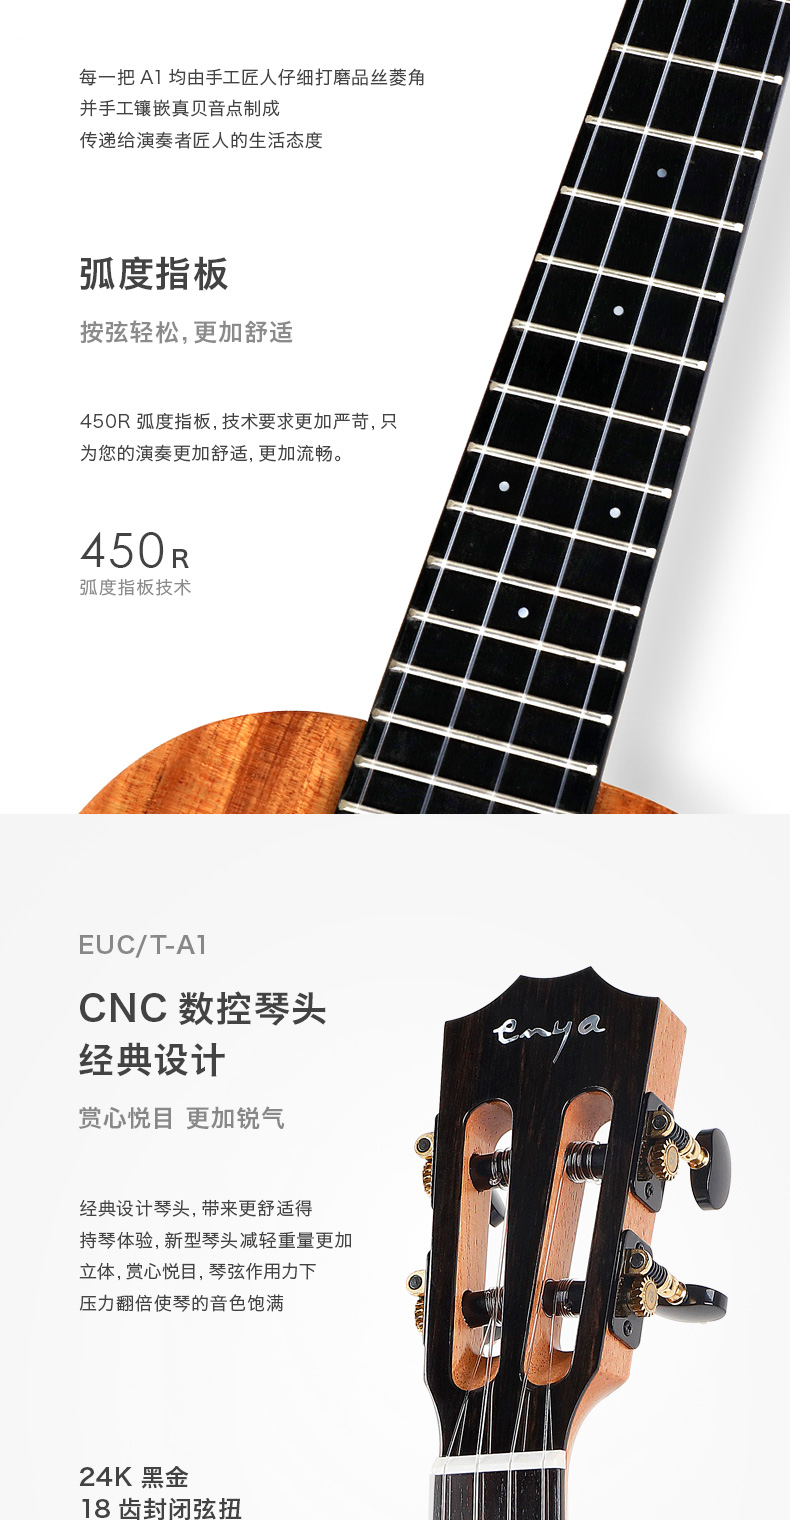 每一把 A1 均由手工匠人仔细打磨品丝菱角
并手工镶嵌真贝音点制成
传递给演奏者匠人的生活态度
弧度指板
按弦轻松, 更加舒适
450R 弧度指板, 技术要求更加严苛, 只
为您的演奏更加舒适, 更加流畅。
450 R
弧度指板技术
EUC/T-A1
CNC 数控琴头
经典设计
赏心悦目 更加锐气
enya
经典设计琴头, 带来更舒适得
持琴体验, 新型琴头减轻重量更加
立体, 赏心悦目, 琴弦作用力下
压力翻倍使琴的音色饱满
24K 黑金
18 齿封闭弦扭